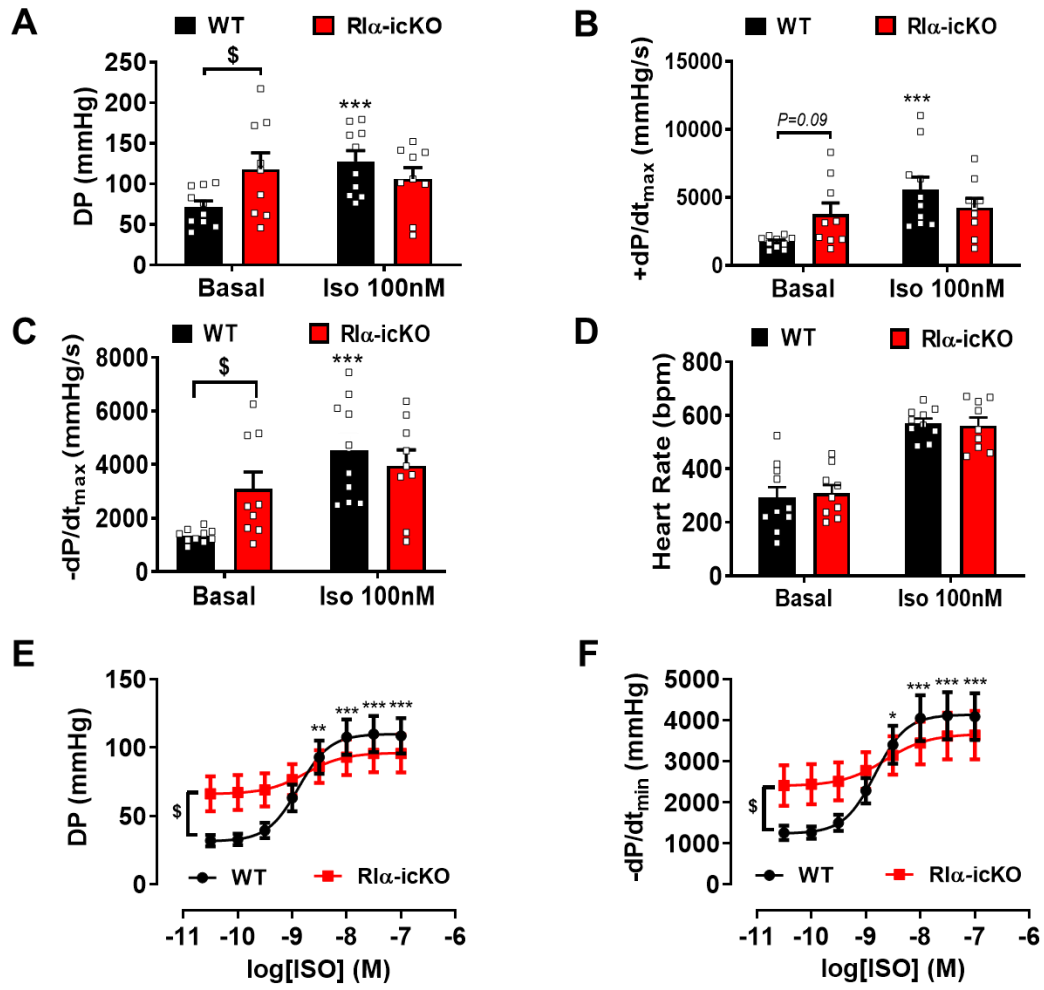 A
WT RIα-icKO
$
***
DP (mmHg)
250
200
150
100
50
0
Basal Iso 100nM
B
WT RIα-icKO
***
P=0.09
+dP/dtmax (mmHg/s)
15000
10000
5000
0
Basal Iso 100nM
C
WT RIα-icKO
$
***
-dP/dtmax (mmHg/s)
8000
6000
4000
2000
0
Basal Iso 100nM
D
WT RIα-icKO
Heart Rate (bpm)
800
600
400
200
0
Basal Iso 100nM
E
DP (mmHg)
150
100
50
0
** *** *** ***
$
WT RIα-icKO
-11 -10 -9 -8 -7 -6
log[ISO] (M)
F
-dP/dtmin (mmHg)
5000
4000
3000
2000
1000
0
* *** *** ***
$
WT RIα-icKO
-11 -10 -9 -8 -7 -6
log[ISO] (M)